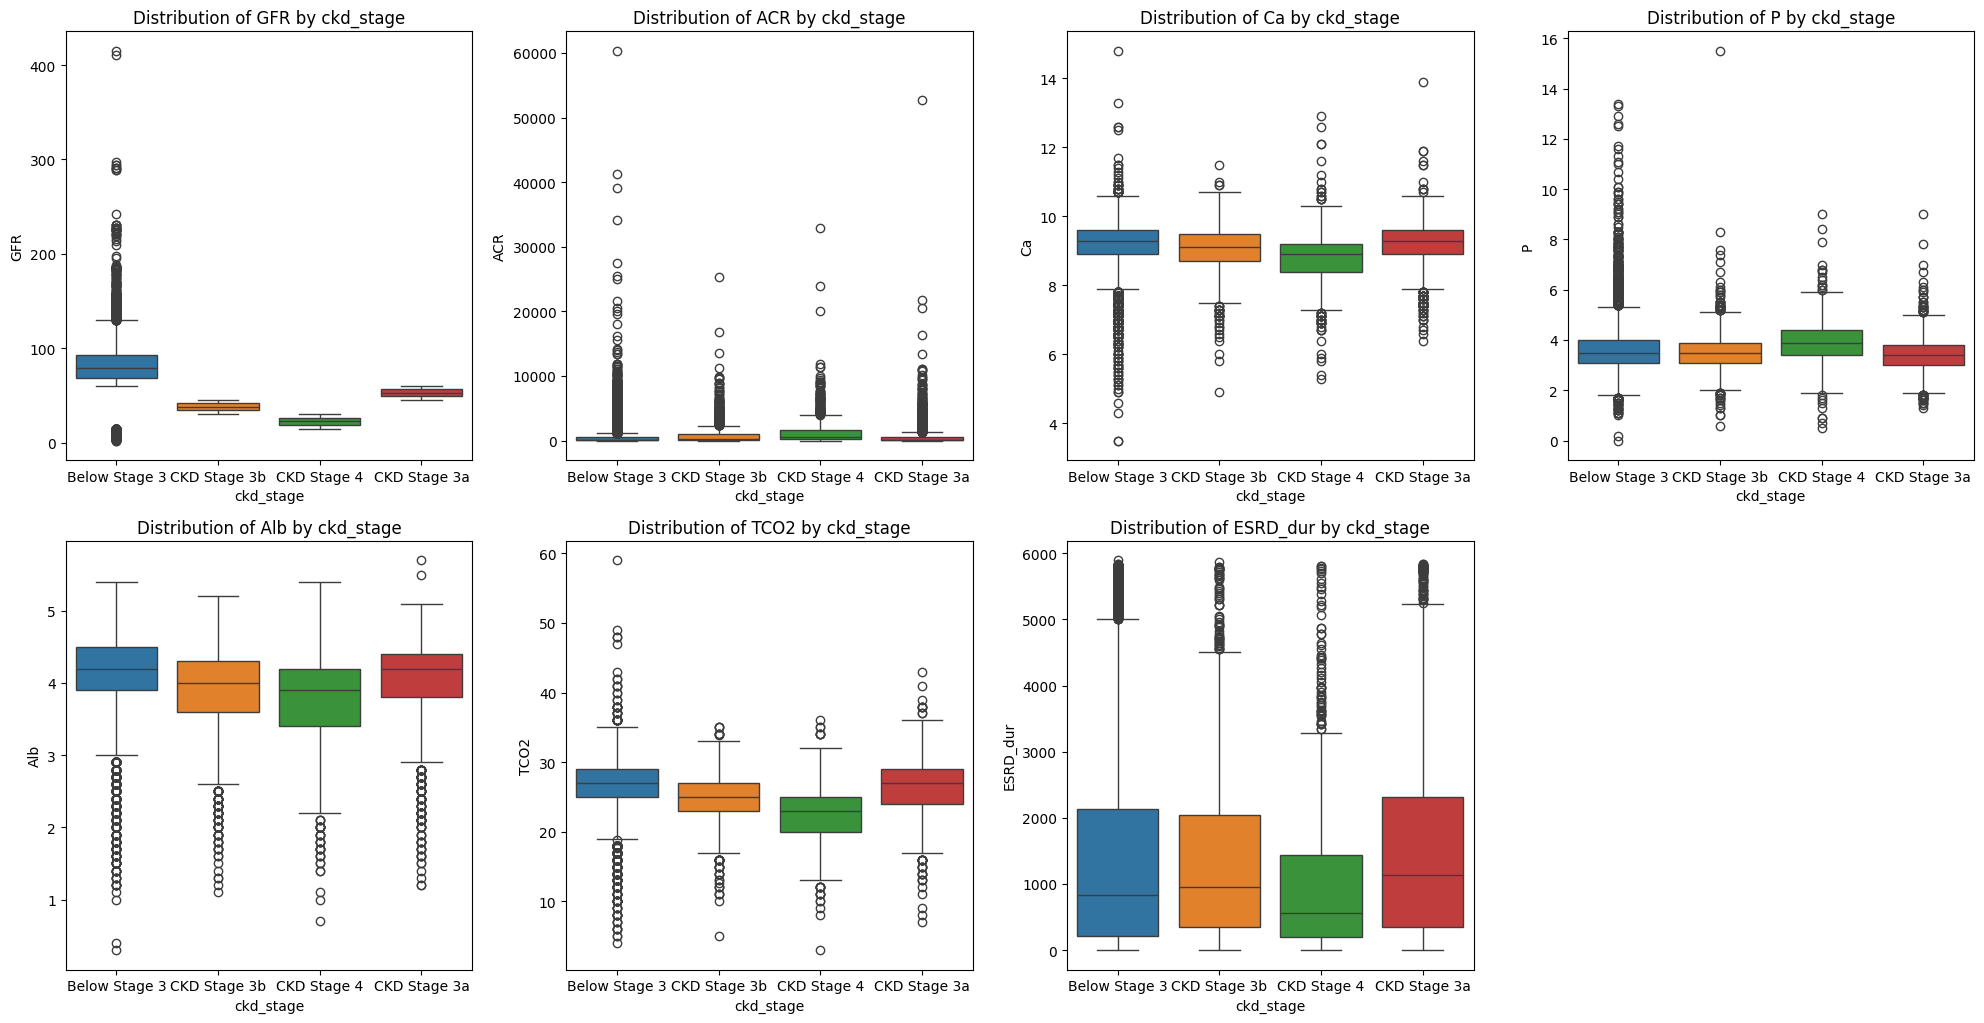 Distribution of GFR by ckd_stage
GFR
400
300
200
100
0
Below Stage 3 CKD Stage 3b CKD Stage 4 CKD Stage 3a
ckd_stage
Distribution of ACR by ckd_stage
ACR
60000
50000
40000
30000
20000
10000
0
Below Stage 3 CKD Stage 3b CKD Stage 4 CKD Stage 3a
ckd_stage
Distribution of Ca by ckd_stage
Ca
14
12
10
8
6
4
Below Stage 3 CKD Stage 3b CKD Stage 4 CKD Stage 3a
ckd_stage
Distribution of P by ckd_stage
P
16
14
12
10
8
6
4
2
0
Below Stage 3 CKD Stage 3b CKD Stage 4 CKD Stage 3a
ckd_stage
Distribution of Alb by ckd_stage
Alb
5
4
3
2
1
Below Stage 3 CKD Stage 3b CKD Stage 4 CKD Stage 3a
ckd_stage
Distribution of TCO2 by ckd_stage
TCO2
60
50
40
30
20
10
Below Stage 3 CKD Stage 3b CKD Stage 4 CKD Stage 3a
ckd_stage
Distribution of ESRD_dur by ckd_stage
ESRD_dur
6000
5000
4000
3000
2000
1000
0
Below Stage 3 CKD Stage 3b CKD Stage 4 CKD Stage 3a
ckd_stage